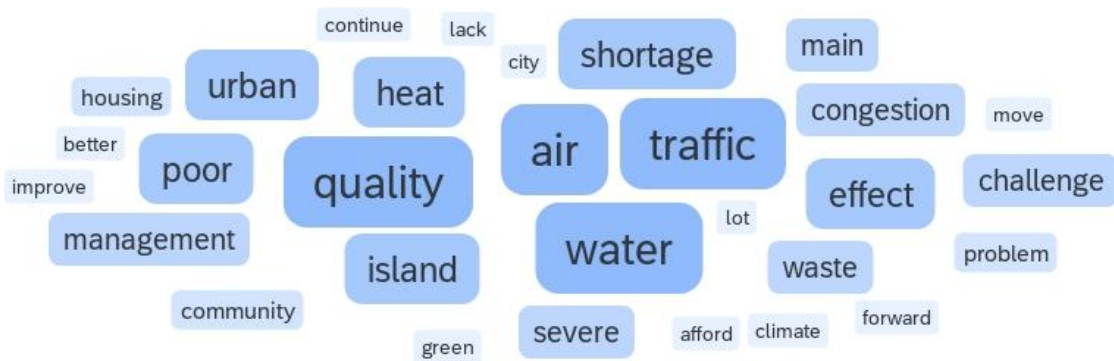 continue
lack
city
shortage
main
urban
heat
housing
congestion
move
air
traffic
better
poor
quality
improve
effect
challenge
management
water
lot
island
waste
problem
community
severe
afford
climate
forward
green